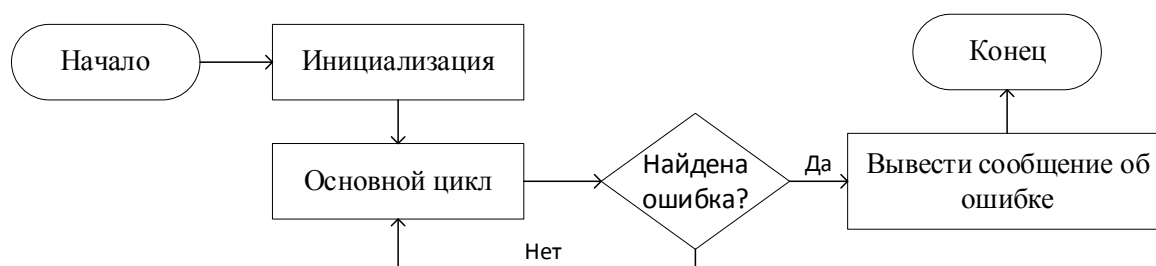 Начало
Инициализация
Конец
Основной цикл
Найдена
ошибка?
Да
Вывести сообщение об
ошибке
Нет